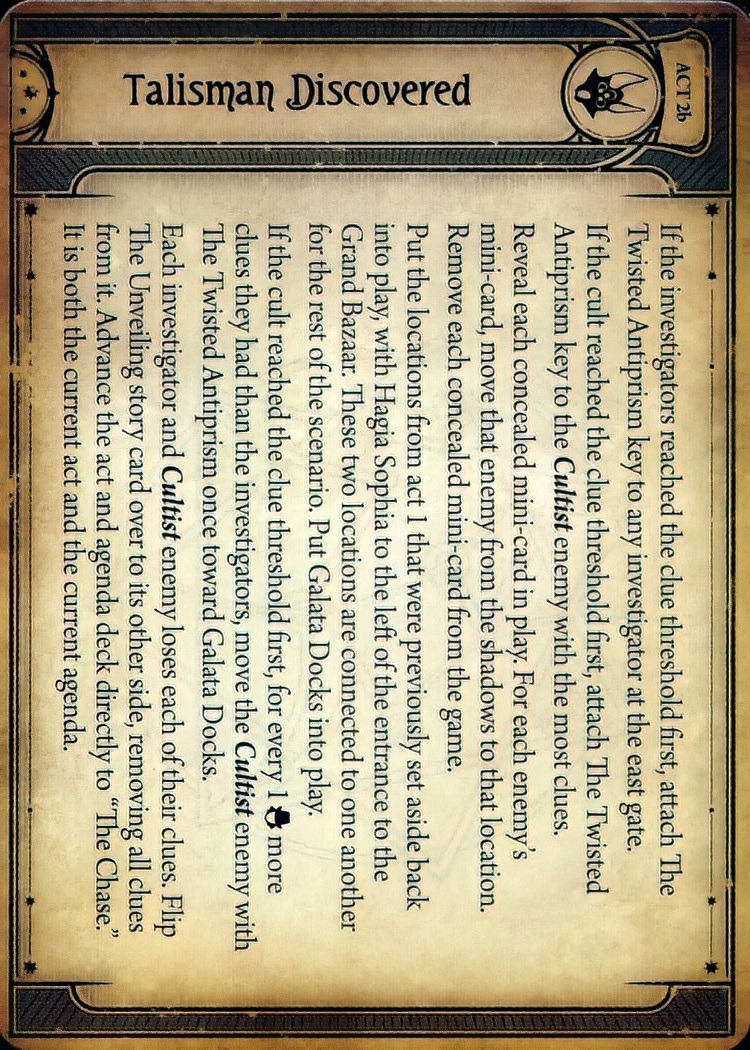 ACT 2b
Talisman Discovered
If the investigators reached the clue threshold first, attach The
Twisted Antiprism key to any investigator at the east gate.
If the cult reached the clue threshold first, attach The Twisted
Antiprism key to the Cultist enemy with the most clues.
Reveal each concealed mini-card in play. For each enemy's
mini-card, move that enemy from the shadows to that location.
Remove each concealed mini-card from the game.
Put the locations from act 1 that were previously set aside back
into play, with Hagia Sophia to the left of the entrance to the
Grand Bazaar. These two locations are connected to one another
for the rest of the scenario. Put Galata Docks into play.
If the cult reached the clue threshold first, for every 1 more
clues they had than the investigators, move the Cultist enemy with
The Twisted Antiprism once toward Galata Docks.
Each investigator and Cultist enemy loses each of their clues. Flip
The Unveiling story card over to its other side, removing all clues
from it. Advance the act and agenda deck directly to “The Chase.”
It is both the current act and the current agenda.